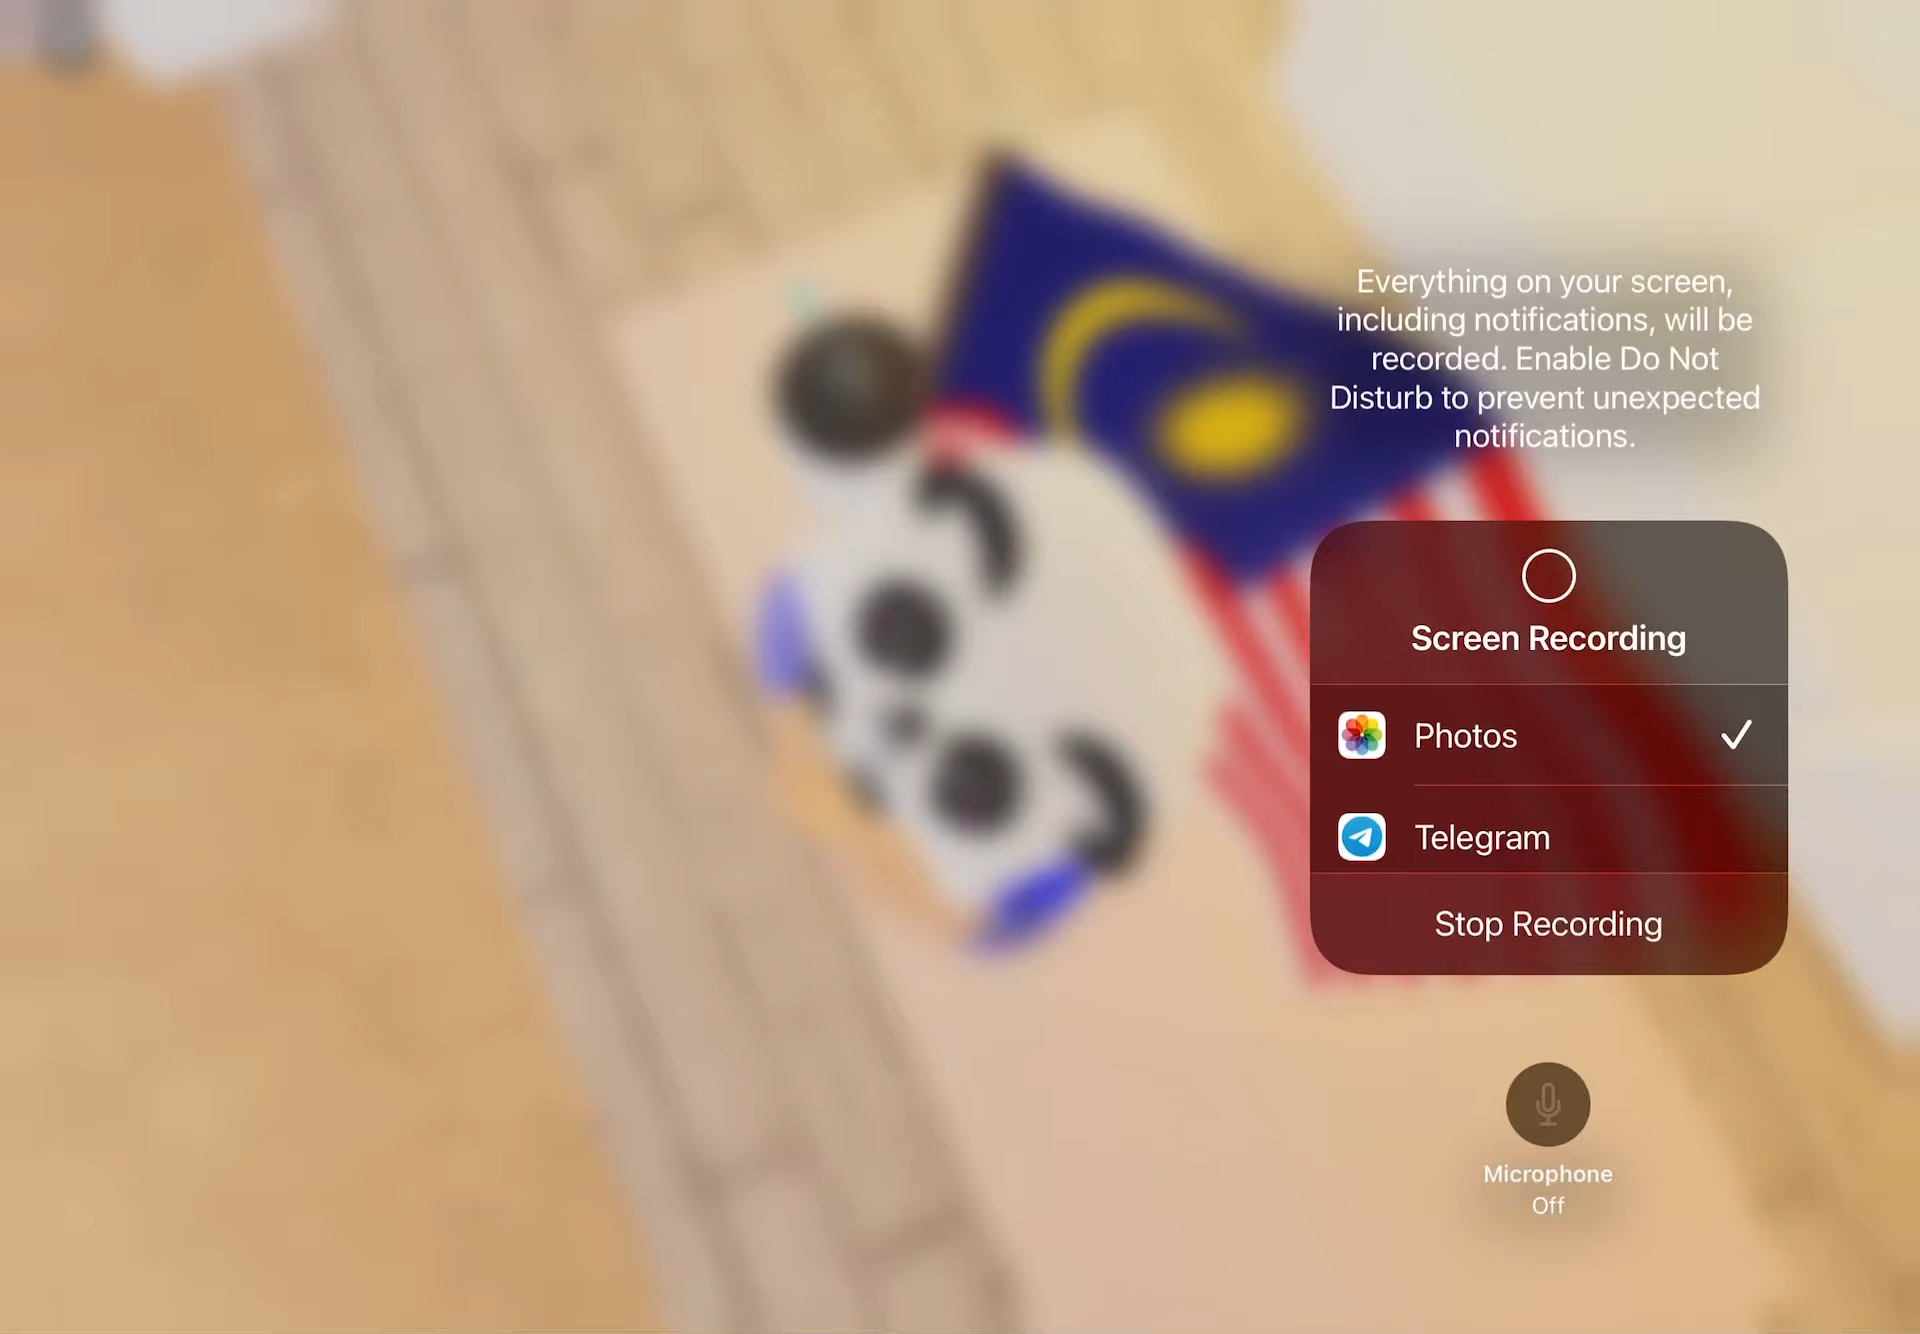 Everything on your screen,
including notifications, will be
recorded. Enable Do Not
Disturb to prevent unexpected
notifications.
Screen Recording
Photos
Telegram
Stop Recording
Microphone
Off